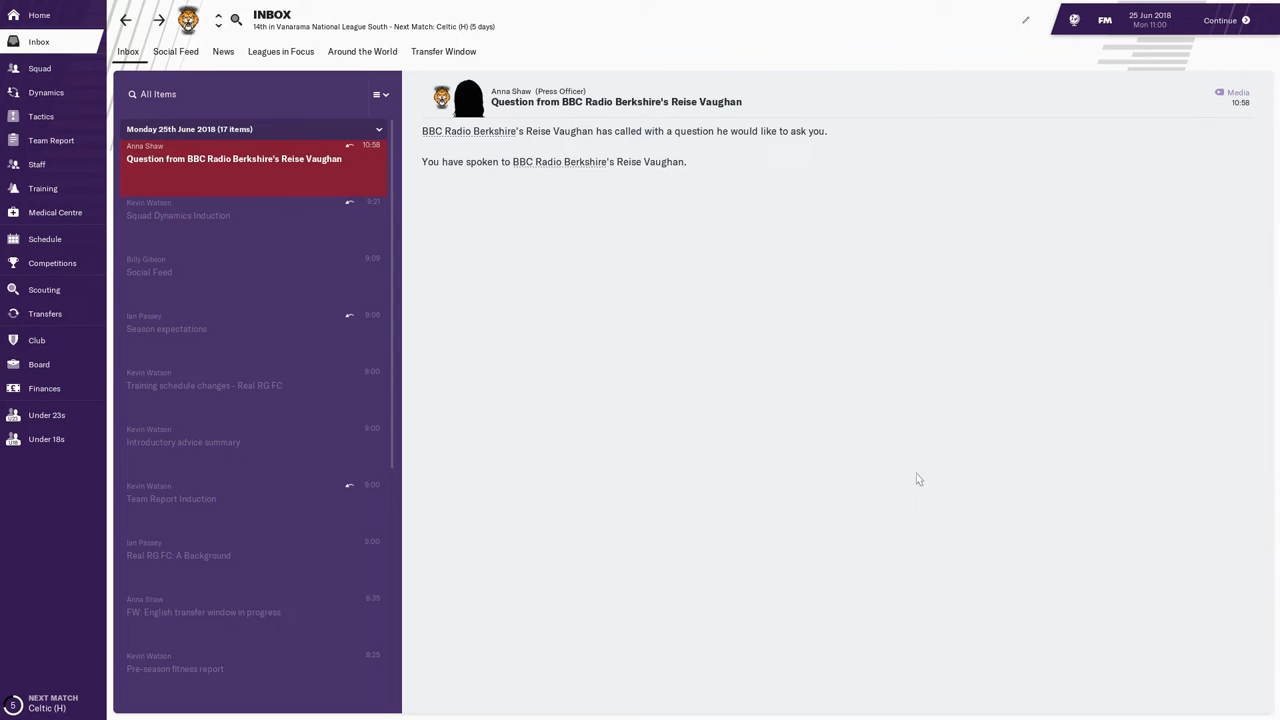 Home
Inbox
Squad
Dynamics
Tactics
Team Report
Staff
Training
Medical Centre
Schedule
Competitions
Scouting
Transfers
Club
Board
Finances
Under 23s
Under 18s
5
NEXT MATCH
Celtic (H)
INBOX
14th in Vanarama National League South - Next Match: Celtic (H) (5 days)
FM
25 Jun 2018
Mon 11:00
Continue
Inbox
Social Feed
News
Leagues in Focus
Around the World
Transfer Window
All Items
Monday 25th June 2018 (17 items)
Anna Shaw 10:58
Question from BBC Radio Berkshire's Reise Vaughan
Kevin Watson 9:21
Squad Dynamics Induction
Billy Gibson 9:09
Social Feed
Ian Passey 9:06
Season expectations
Kevin Watson 9:00
Training schedule changes - Real RG FC
Kevin Watson 9:00
Introductory advice summary
Kevin Watson 9:00
Team Report Induction
Ian Passey 9:00
Real RG FC: A Background
Anna Shaw 8:35
FW: English transfer window in progress
Kevin Watson 8:25
Pre-season fitness report
Anna Shaw (Press Officer)
Question from BBC Radio Berkshire's Reise Vaughan
Media
10:58
BBC Radio Berkshire's Reise Vaughan has called with a question he would like to ask you.
You have spoken to BBC Radio Berkshire's Reise Vaughan.